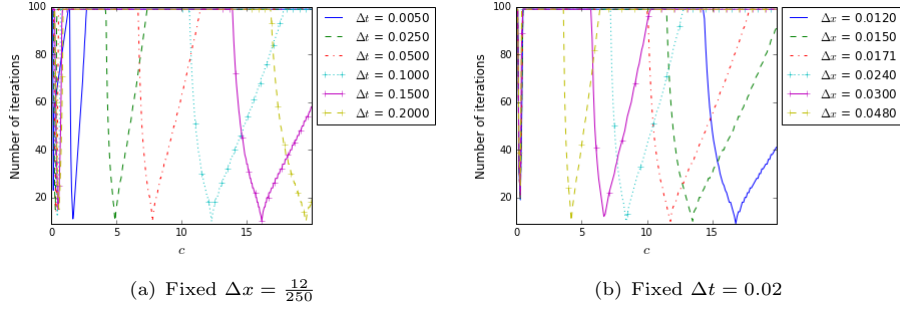 Number of iterations
100
80
60
40
20
0
5
10
15
c
Δt = 0.0050
Δt = 0.0250
Δt = 0.0500
Δt = 0.1000
Δt = 0.1500
Δt = 0.2000
(a) Fixed Δx = 12/250
Number of iterations
100
80
60
40
20
0
5
10
15
c
Δx = 0.0120
Δx = 0.0150
Δx = 0.0171
Δx = 0.0240
Δx = 0.0300
Δx = 0.0480
(b) Fixed Δt = 0.02